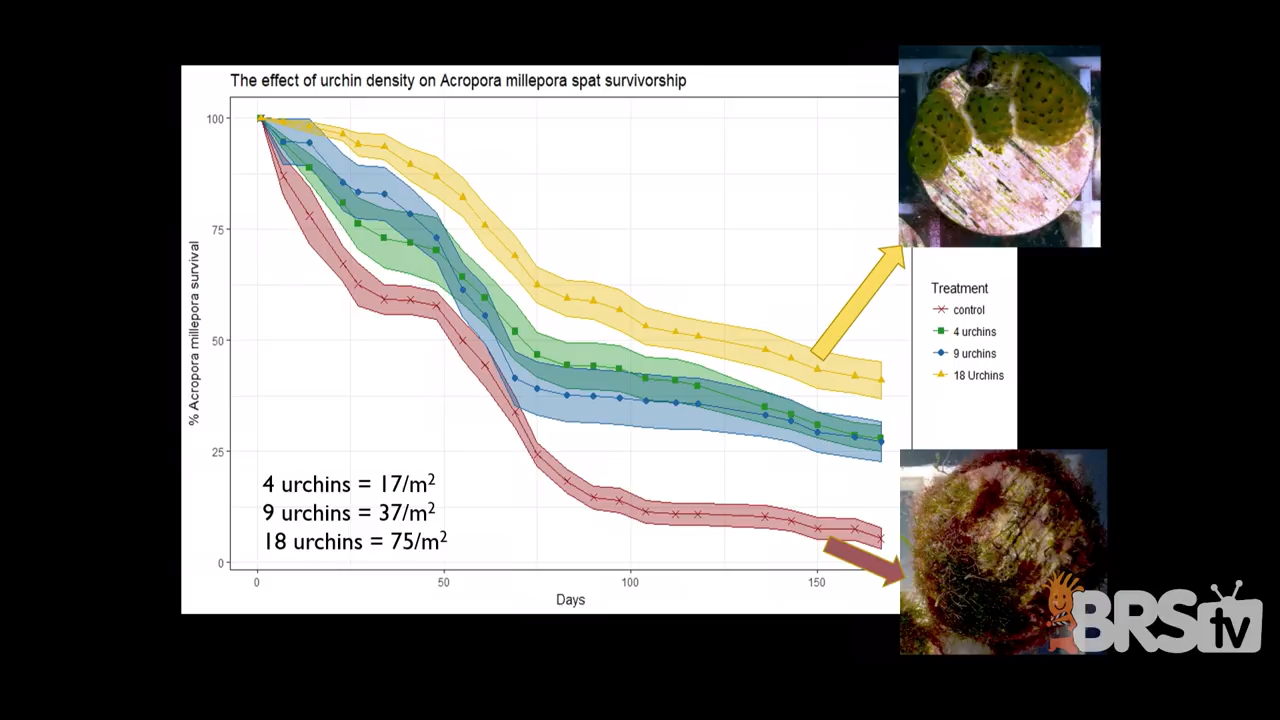 The effect of urchin density on Acropora millepora spat survivorship
% Acropora millepora survival
100
75
50
25
0
4 urchins = 17/m²
9 urchins = 37/m²
18 urchins = 75/m²
0
50
100
150
Days
Treatment
control
4 urchins
9 urchins
18 Urchins
BRStv